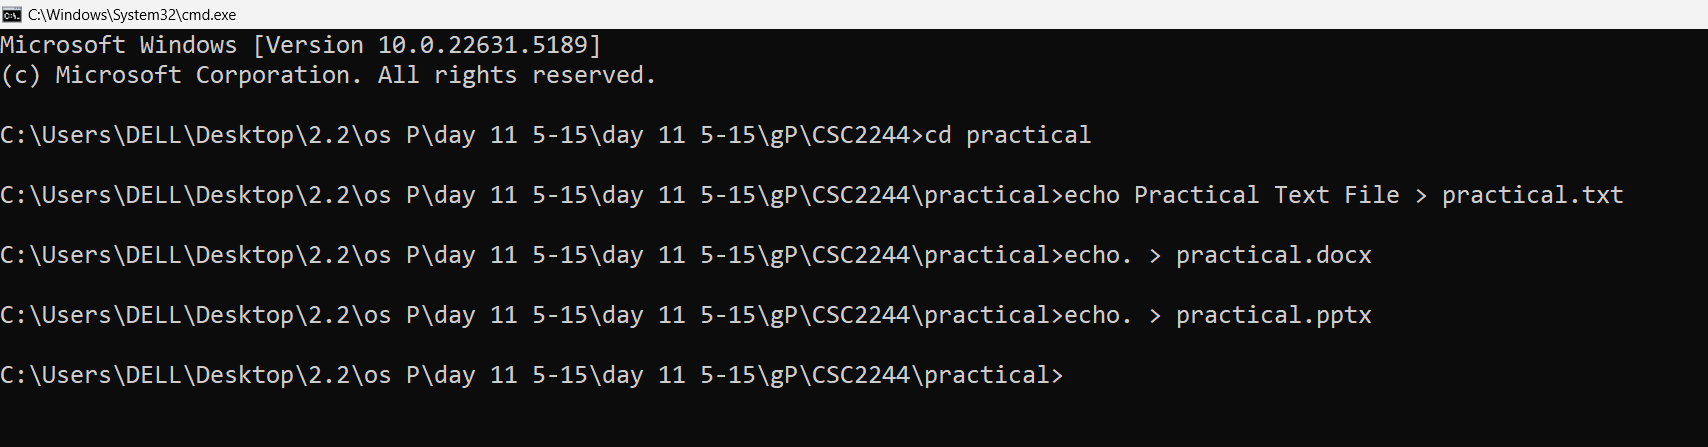 C:\Windows\System32\cmd.exe
Microsoft Windows [Version 10.0.22631.5189]
(c) Microsoft Corporation. All rights reserved.
C:\Users\DELL\Desktop\2.2\os P\day 11 5-15\day 11 5-15\gP\CSC2244>cd practical
C:\Users\DELL\Desktop\2.2\os P\day 11 5-15\day 11 5-15\gP\CSC2244\practical>echo Practical Text File > practical.txt
C:\Users\DELL\Desktop\2.2\os P\day 11 5-15\day 11 5-15\gP\CSC2244\practical>echo. > practical.docx
C:\Users\DELL\Desktop\2.2\os P\day 11 5-15\day 11 5-15\gP\CSC2244\practical>echo. > practical.pptx
C:\Users\DELL\Desktop\2.2\os P\day 11 5-15\day 11 5-15\gP\CSC2244\practical>